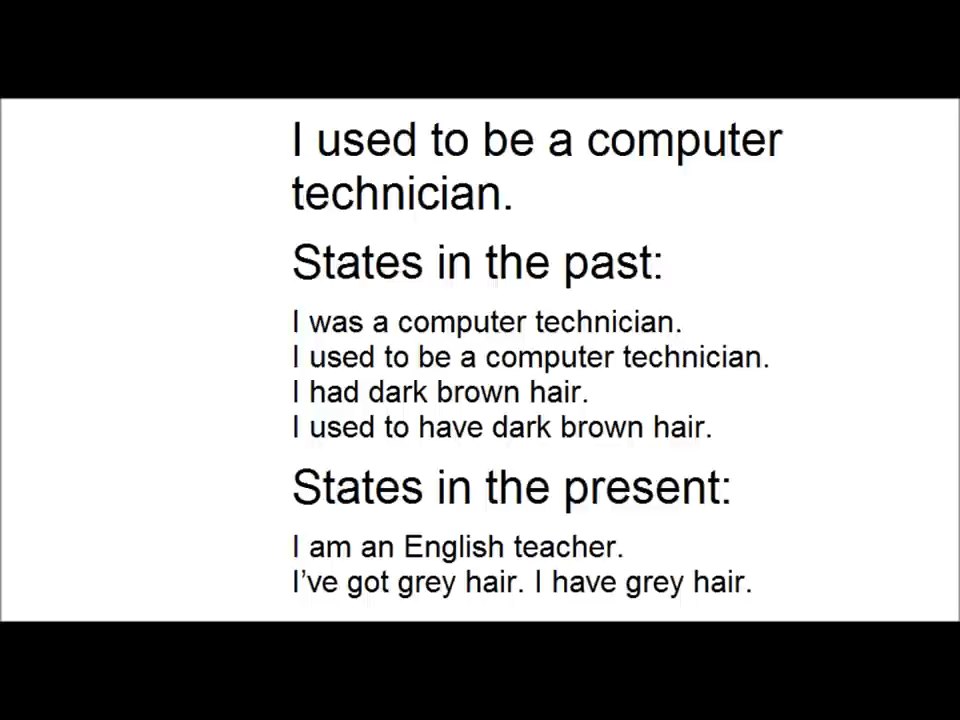 I used to be a computer
technician.
States in the past:
I was a computer technician.
I used to be a computer technician.
I had dark brown hair.
I used to have dark brown hair.
States in the present:
I am an English teacher.
I’ve got grey hair. I have grey hair.